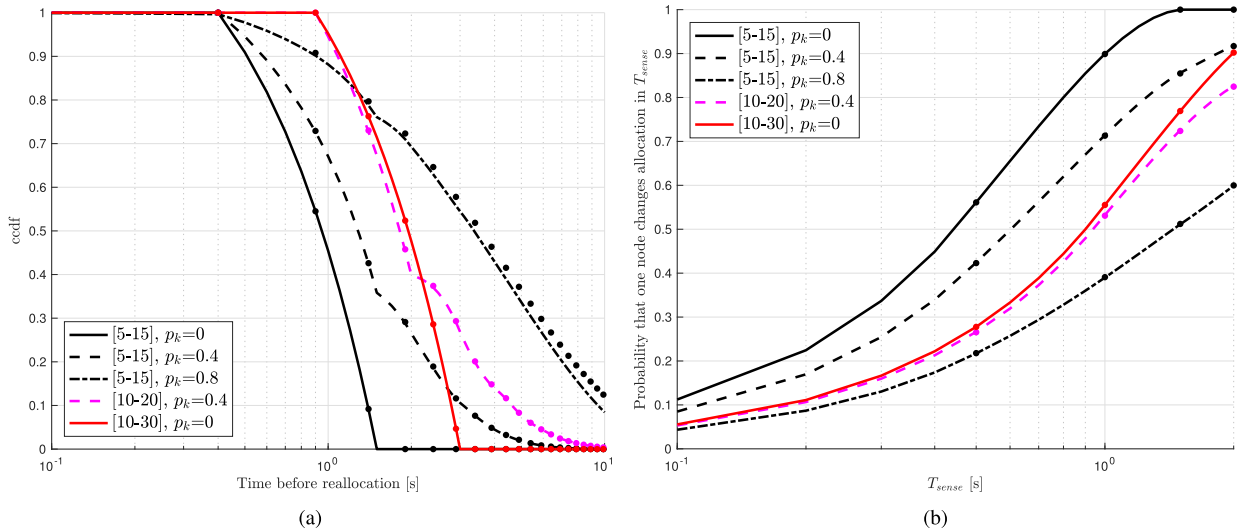 1
0.9
0.8
0.7
0.6
0.5
0.4
0.3
0.2
0.1
0
ccdf
[5-15], p_k=0
[5-15], p_k=0.4
[5-15], p_k=0.8
[10-20], p_k=0.4
[10-30], p_k=0
10^-1
10^0
10^1
Time before reallocation [s]
(a)
1
0.9
0.8
0.7
0.6
0.5
0.4
0.3
0.2
0.1
0
Probability that one node changes allocation in T_sense
[5-15], p_k=0
[5-15], p_k=0.4
[5-15], p_k=0.8
[10-20], p_k=0.4
[10-30], p_k=0
10^-1
10^0
T_sense [s]
(b)